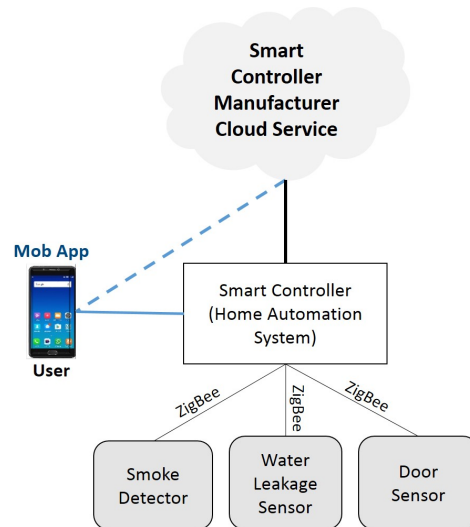 Smart
Controller
Manufacturer
Cloud Service
Mob App
User
Smart Controller
(Home Automation
System)
ZigBee
ZigBee
ZigBee
Smoke
Detector
Water
Leakage
Sensor
Door
Sensor